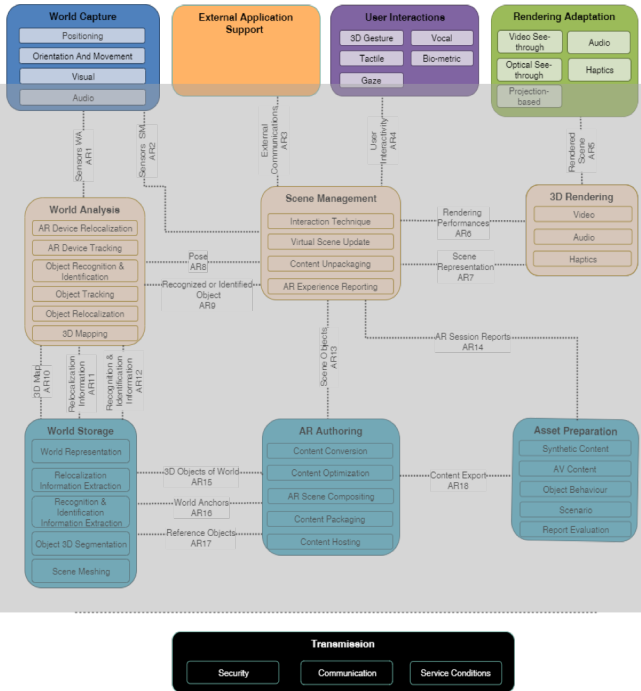 World Capture
Positioning
Orientation And Movement
Visual
Audio
External Application
Support
User Interactions
3D Gesture
Vocal
Tactile
Bio-metric
Gaze
Rendering Adaptation
Video See-
through
Audio
Optical See-
through
Haptics
Projection-
based
Sensors WA
AR1
Sensors SM
AR2
External
Communications
AR3
User
Interactivity
AR4
Rendered
Scene
AR5
World Analysis
AR Device Relocalization
AR Device Tracking
Object Recognition &
Identification
Object Tracking
Object Relocalization
3D Mapping
Pose
AR8
Recognized or Identified
Object
AR9
Scene Management
Interaction Technique
Virtual Scene Update
Content Unpackaging
AR Experience Reporting
Rendering
Performances
AR6
Scene
Representation
AR7
3D Rendering
Video
Audio
Haptics
3D Map
AR10
Relocalization
Information
AR11
Recognition &
Identification
Information
AR12
Scene Objects
AR13
AR Session Reports
AR14
World Storage
World Representation
Relocalization
Information Extraction
Recognition &
Identification
Information Extraction
Object 3D Segmentation
Scene Meshing
3D Objects of World
AR15
World Anchors
AR16
Reference Objects
AR17
AR Authoring
Content Conversion
Content Optimization
AR Scene Compositing
Content Packaging
Content Hosting
Content Export
AR18
Asset Preparation
Synthetic Content
AV Content
Object Behaviour
Scenario
Report Evaluation
Transmission
Security
Communication
Service Conditions